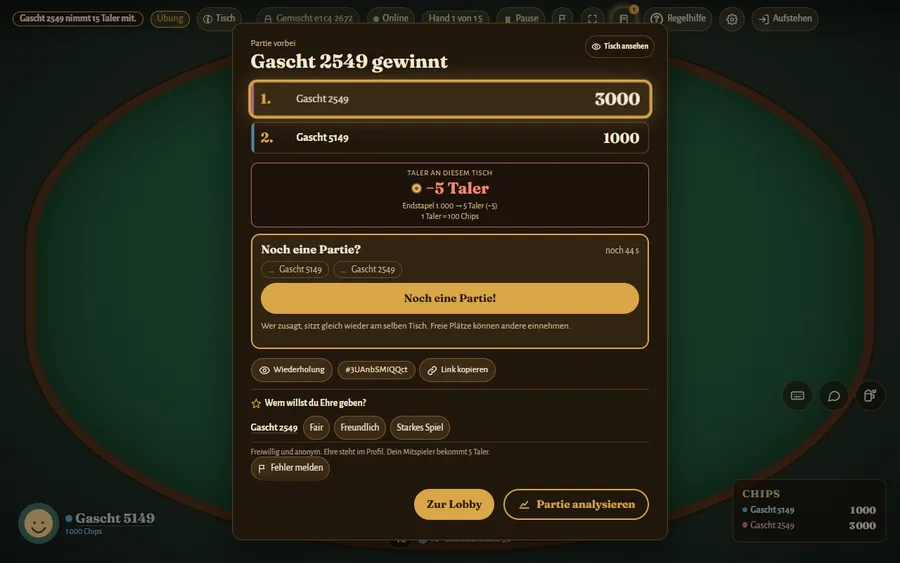 Gascht 2549 nimmt 15 Taler mit.
Übung
Tisch
Gemischt e1c4 2672
Online
Hand 1 von 15
Pause
1
Regelhilfe
Aufstehen
Partie vorbei
Tisch ansehen
Gascht 2549 gewinnt
1. Gascht 2549 3000
2. Gascht 5149 1000
TALER AN DIESEM TISCH
−5 Taler
Endstapel 1.000 → 5 Taler (−5)
1 Taler = 100 Chips
Noch eine Partie?
noch 44 s
… Gascht 5149
… Gascht 2549
Noch eine Partie!
Wer zusagt, sitzt gleich wieder am selben Tisch. Freie Plätze können andere einnehmen.
Wiederholung
#3UAnbSMIQQct
Link kopieren
Wem willst du Ehre geben?
Gascht 2549
Fair
Freundlich
Starkes Spiel
Freiwillig und anonym. Ehre steht im Profil. Dein Mitspieler bekommt 5 Taler.
Fehler melden
Zur Lobby
Partie analysieren
Gascht 5149
1000 Chips
CHIPS
Gascht 5149 1000
Gascht 2549 3000